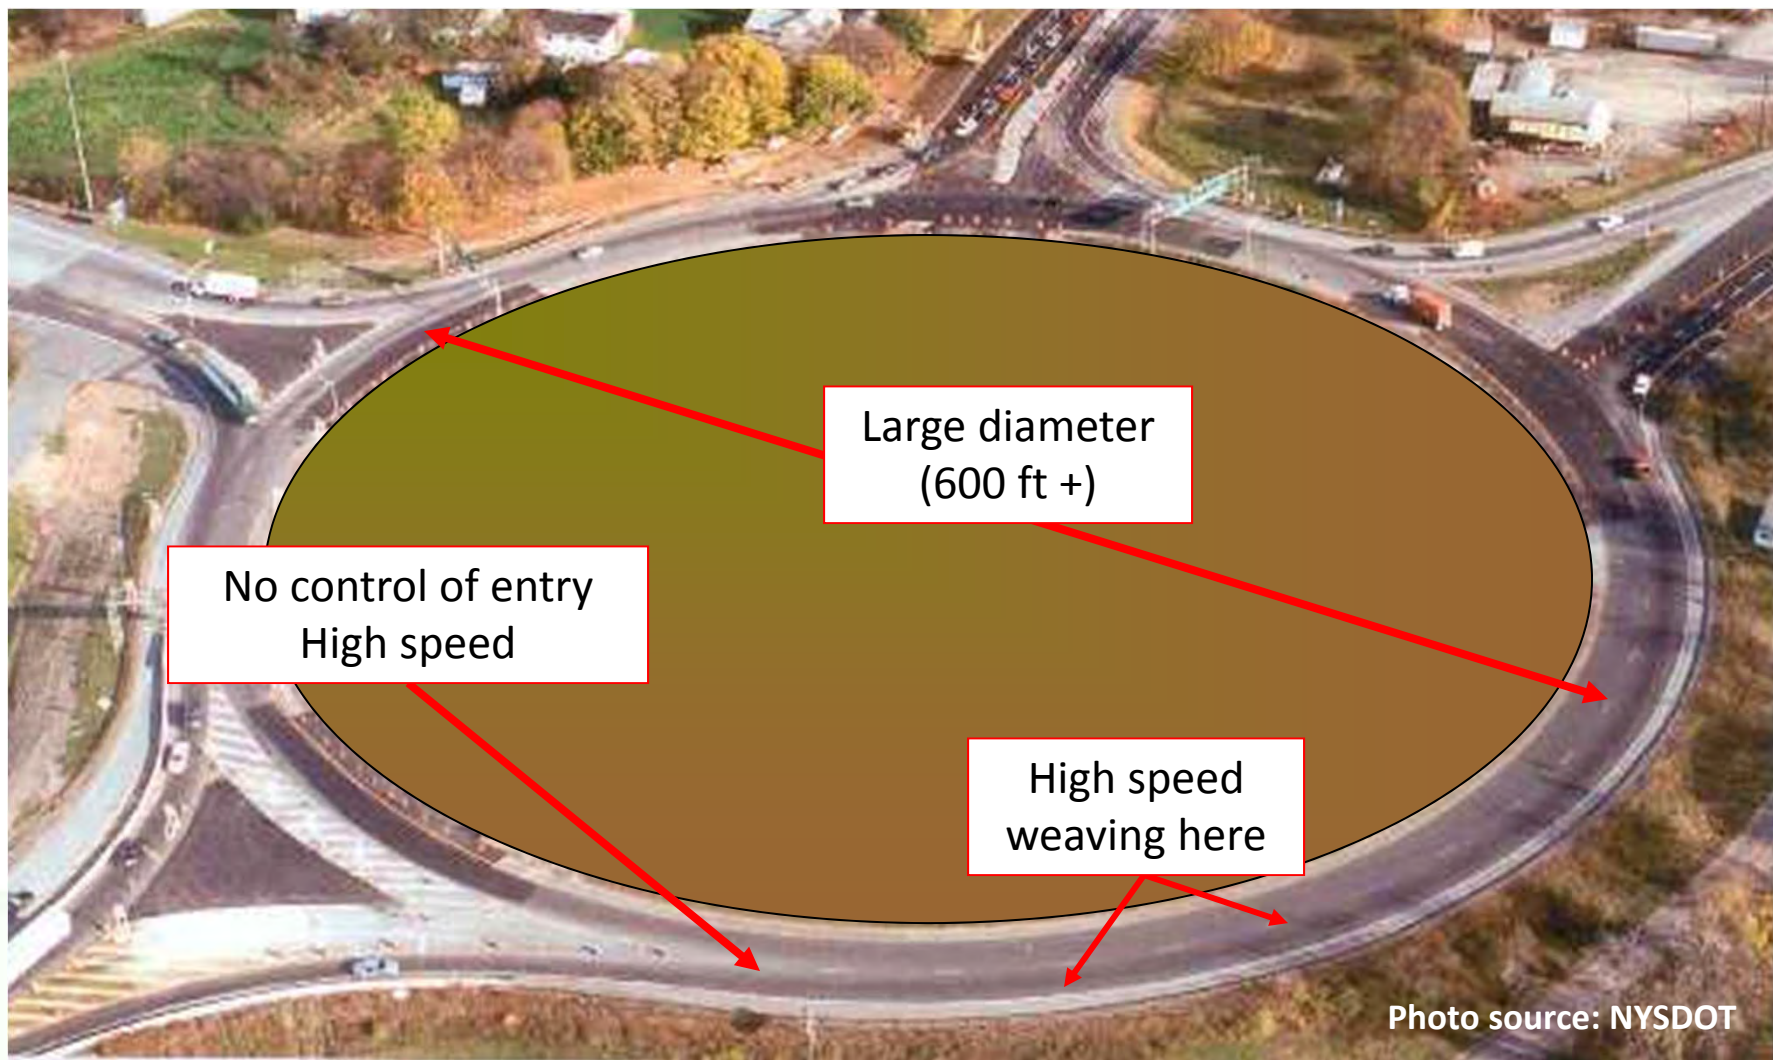 Large diameter
(600 ft +)
No control of entry
High speed
High speed
weaving here
Photo source: NYSDOT